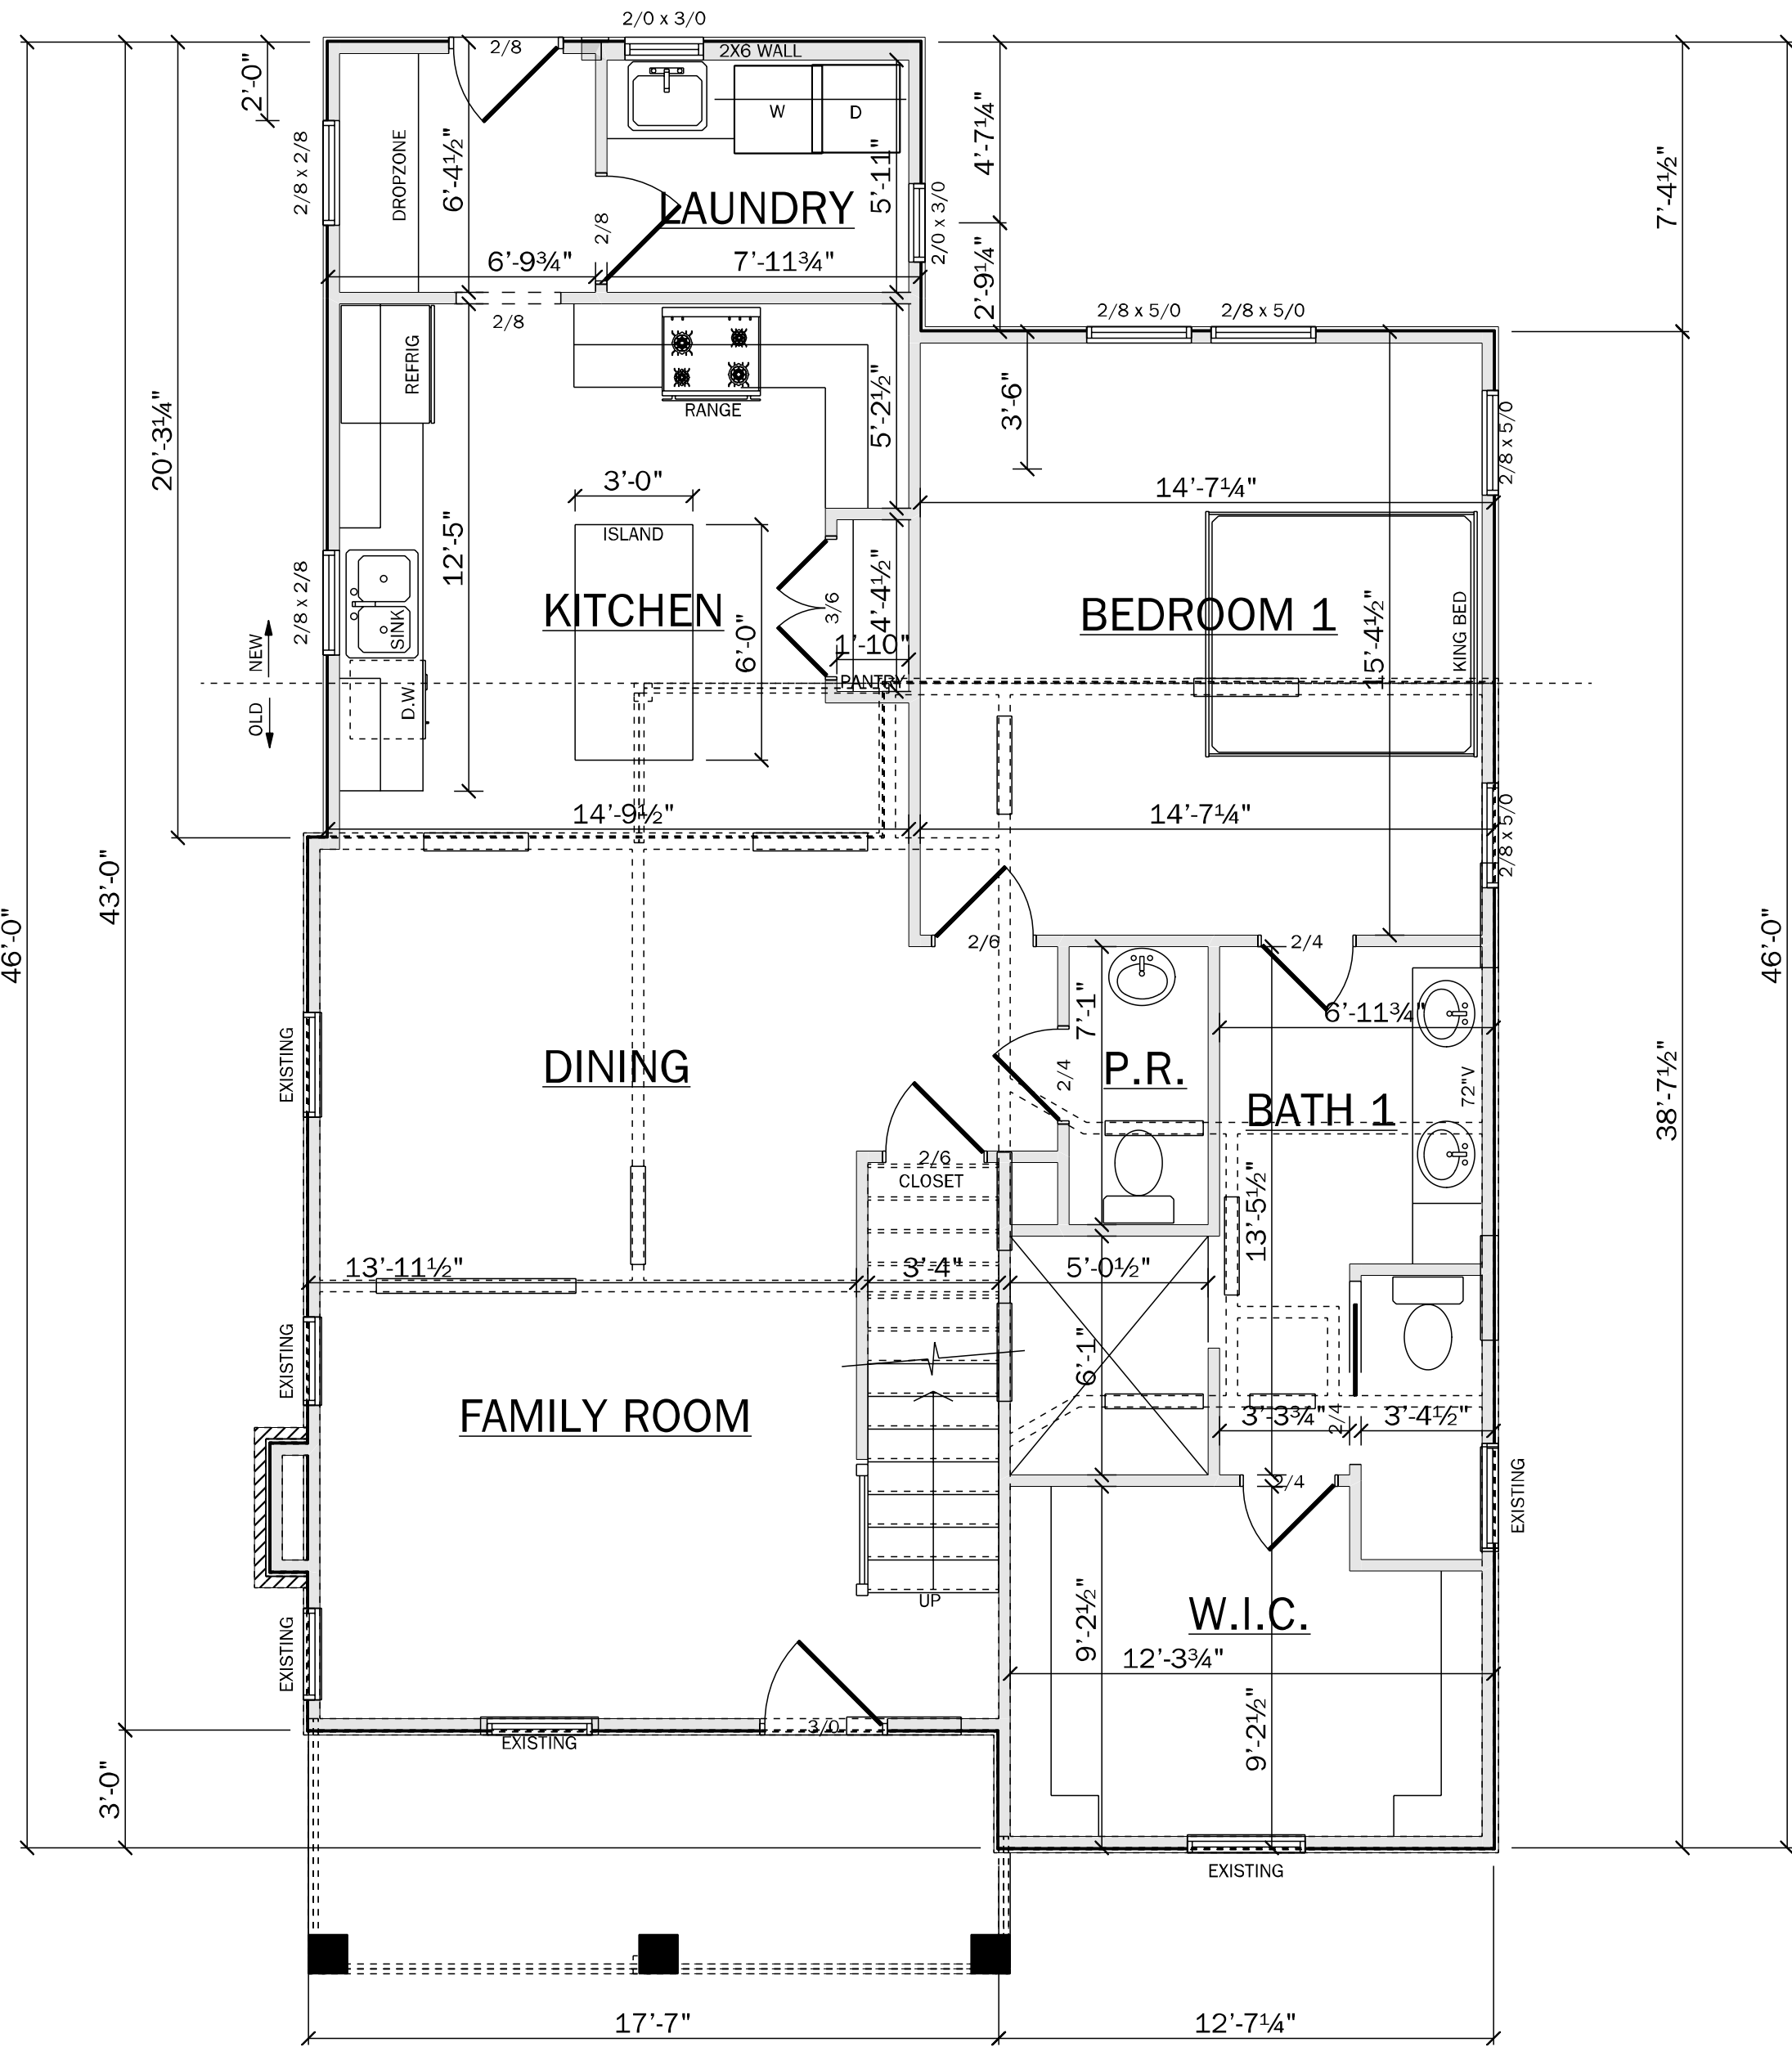 2/0 x 3/0
2/8
2X6 WALL
2'-0"
W
D
DROPZONE
6'-4½"
5'-11"
4'-7¼"
7'-4½"
2/8 x 2/8
LAUNDRY
2/8
2/0 x 3/0
6'-9¾"
7'-11¾"
2'-9¼"
2/8
2/8 x 5/0
2/8 x 5/0
REFRIG
RANGE
5'-2½"
3'-6"
20'-3¼"
2/8 x 5/0
3'-0"
14'-7¼"
ISLAND
12'-5"
2/8 x 2/8
KITCHEN
3/6
4'-4½"
BEDROOM 1
15'-4½"
KING BED
SINK
6'-0"
1'-10"
NEW
PANTRY
D.W.
OLD
14'-9½"
14'-7¼"
2/8 x 5/0
43'-0"
46'-0"
46'-0"
2/6
2/4
7'-1"
6'-11¾"
EXISTING
DINING
2/4
P.R.
72"V
38'-7½"
BATH 1
2/6
CLOSET
13'-5½"
13'-11½"
3'-4"
5'-0½"
EXISTING
6'-1"
FAMILY ROOM
3'-3¾"
2/4
3'-4½"
2/4
EXISTING
UP
9'-2½"
W.I.C.
EXISTING
12'-3¾"
3/0
EXISTING
9'-2½"
3'-0"
EXISTING
17'-7"
12'-7¼"